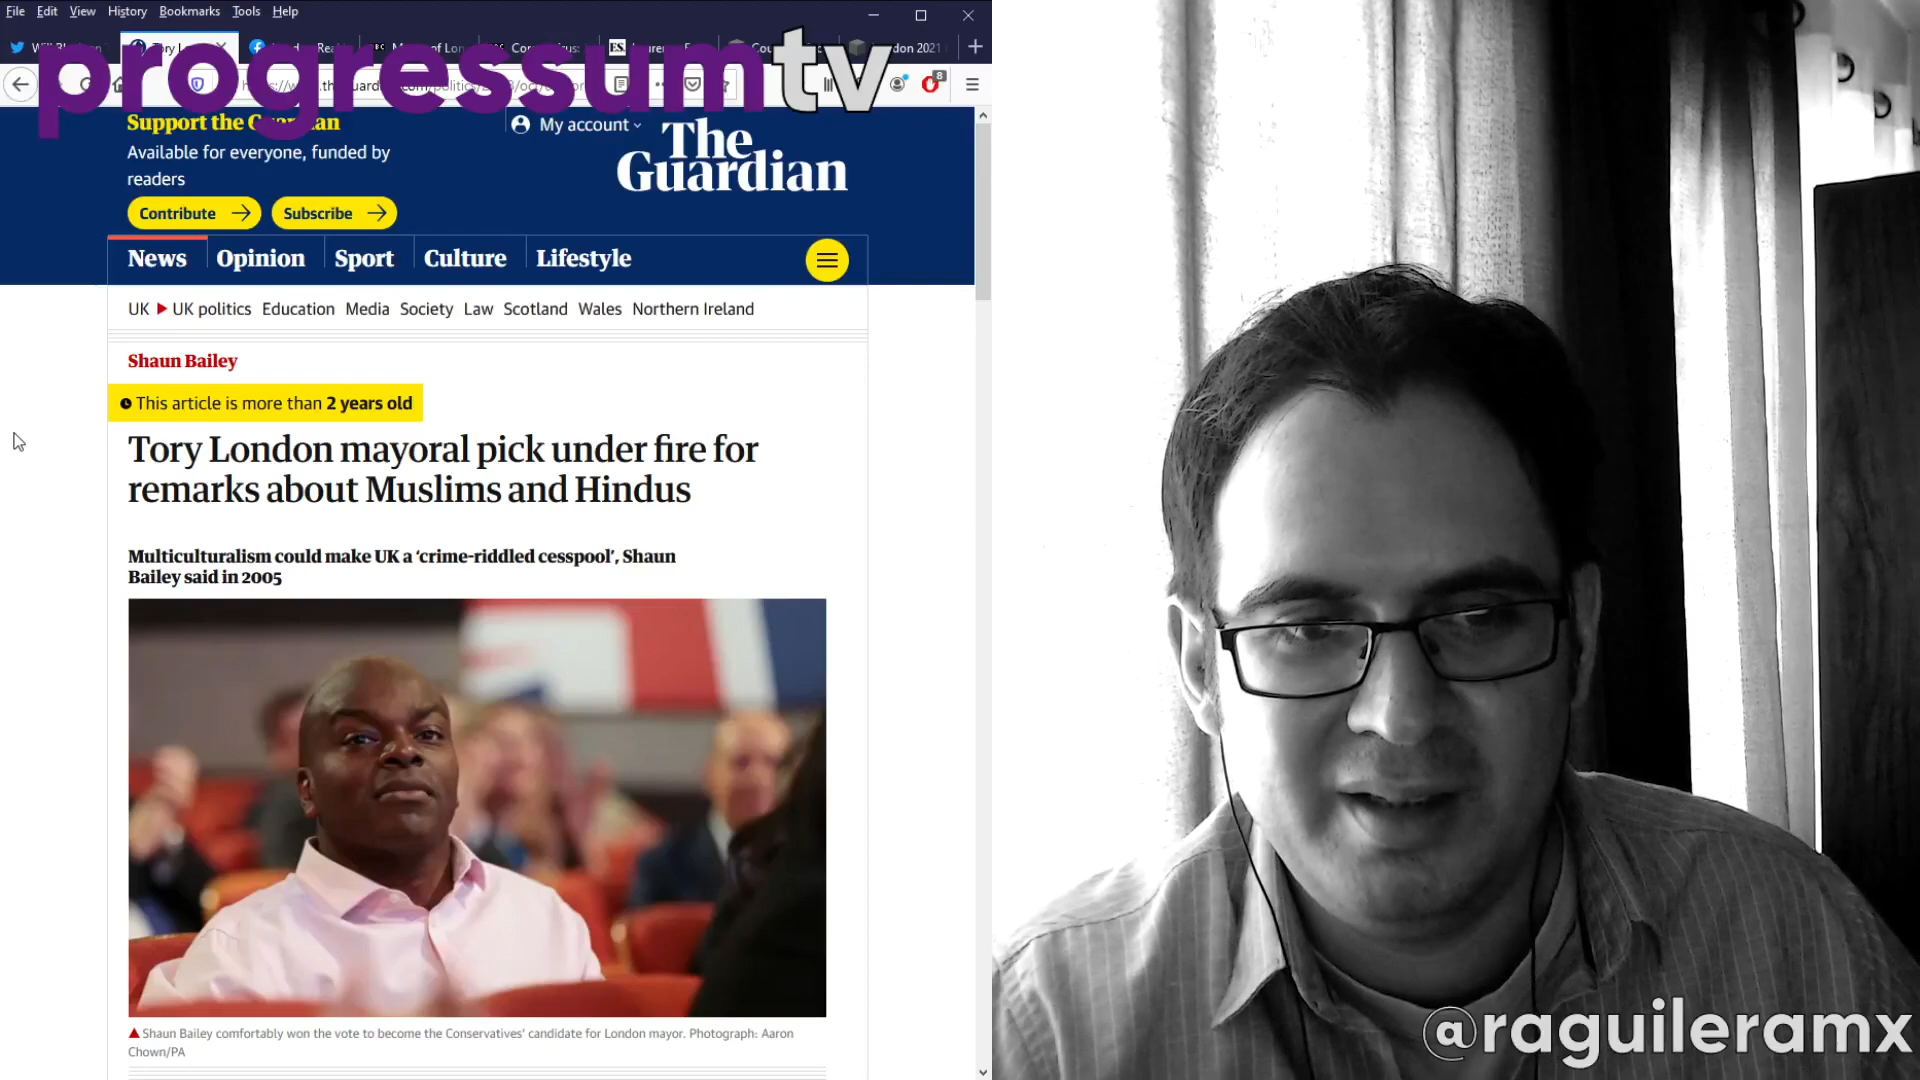 File Edit View History Bookmarks Tools Help
progressumtv
Support the Guardian
Available for everyone, funded by
readers
Contribute
Subscribe
My account
The
Guardian
News Opinion Sport Culture Lifestyle
UK UK politics Education Media Society Law Scotland Wales Northern Ireland
Shaun Bailey
This article is more than 2 years old
Tory London mayoral pick under fire for
remarks about Muslims and Hindus
Multiculturalism could make UK a ‘crime-riddled cesspool’, Shaun
Bailey said in 2005
Shaun Bailey comfortably won the vote to become the Conservatives’ candidate for London mayor. Photograph: Aaron
Chown/PA
@raguileramx